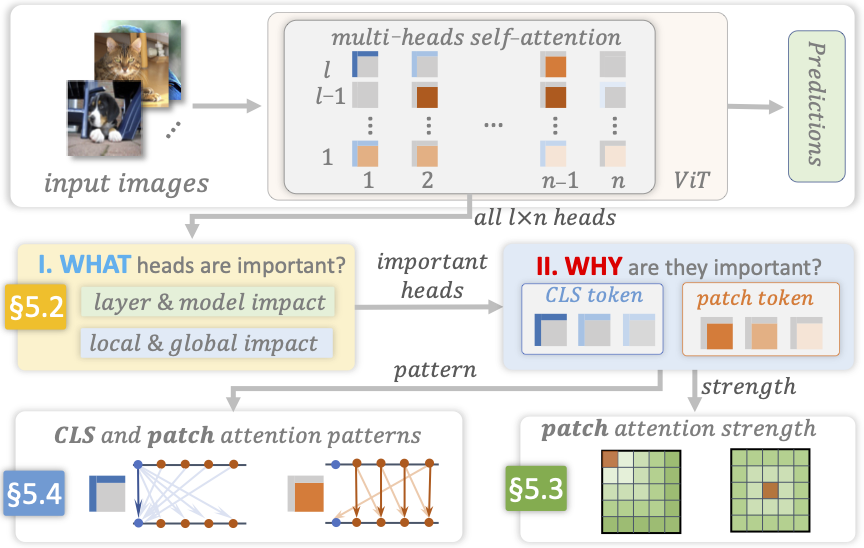 multi-heads self-attention
l
l-1
1
1 2 ... n-1 n
ViT
input images
Predictions
all l×n heads
I. WHAT heads are important?
§5.2
layer & model impact
local & global impact
important
heads
II. WHY are they important?
CLS token
patch token
pattern
strength
CLS and patch attention patterns
§5.4
patch attention strength
§5.3